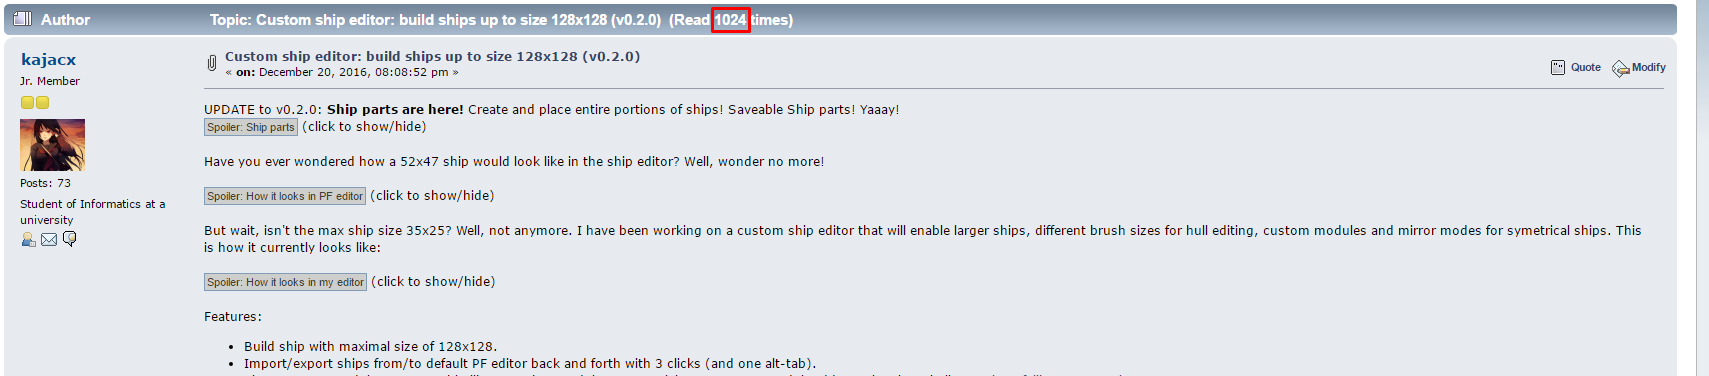 Author
Topic: Custom ship editor: build ships up to size 128x128 (v0.2.0) (Read 1024 times)
kajacx
Jr. Member
Posts: 73
Student of Informatics at a
university
Custom ship editor: build ships up to size 128x128 (v0.2.0)
« on: December 20, 2016, 08:08:52 pm »
Quote
Modify
UPDATE to v0.2.0: Ship parts are here! Create and place entire portions of ships! Saveable Ship parts! Yaaay!
Spoiler: Ship parts (click to show/hide)
Have you ever wondered how a 52x47 ship would look like in the ship editor? Well, wonder no more!
Spoiler: How it looks in PF editor (click to show/hide)
But wait, isn't the max ship size 35x25? Well, not anymore. I have been working on a custom ship editor that will enable larger ships, different brush sizes for hull editing, custom modules and mirror modes for symetrical ships. This
is how it currently looks like:
Spoiler: How it looks in my editor (click to show/hide)
Features:
• Build ship with maximal size of 128x128.
• Import/export ships from/to default PF editor back and forth with 3 clicks (and one alt-tab).